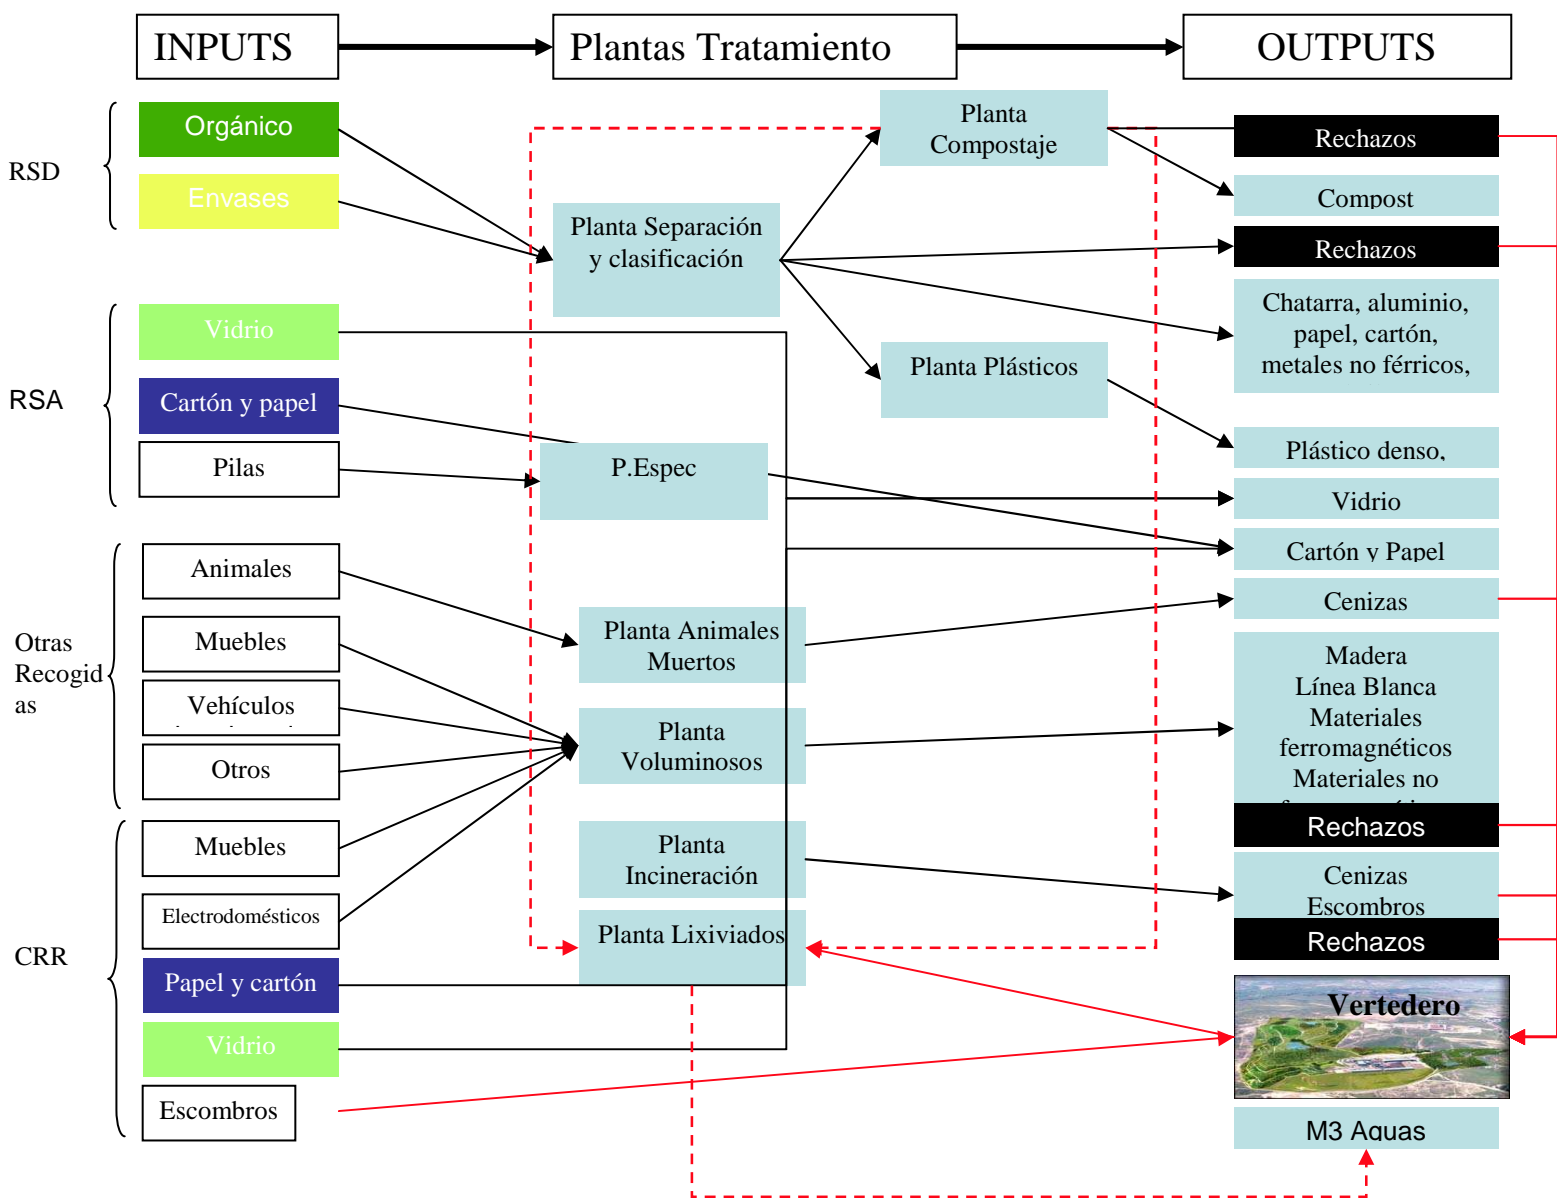 INPUTS
Plantas Tratamiento
OUTPUTS
RSD
Orgánico
Envases
RSA
Vidrio
Cartón y papel
Pilas
Otras
Recogid
as
Animales
Muebles
Vehículos
Otros
CRR
Muebles
Electrodomésticos
Papel y cartón
Vidrio
Escombros
Planta Separación
y clasificación
Planta
Compostaje
Planta Plásticos
P.Espec
Planta Animales
Muertos
Planta
Voluminosos
Planta
Incineración
Planta Lixiviados
Rechazos
Compost
Rechazos
Chatarra, aluminio,
papel, cartón,
metales no férricos,
Plástico denso,
Vidrio
Cartón y Papel
Cenizas
Madera
Línea Blanca
Materiales
ferromagnéticos
Materiales no
Rechazos
Cenizas
Escombros
Rechazos
Vertedero
M3 Aguas